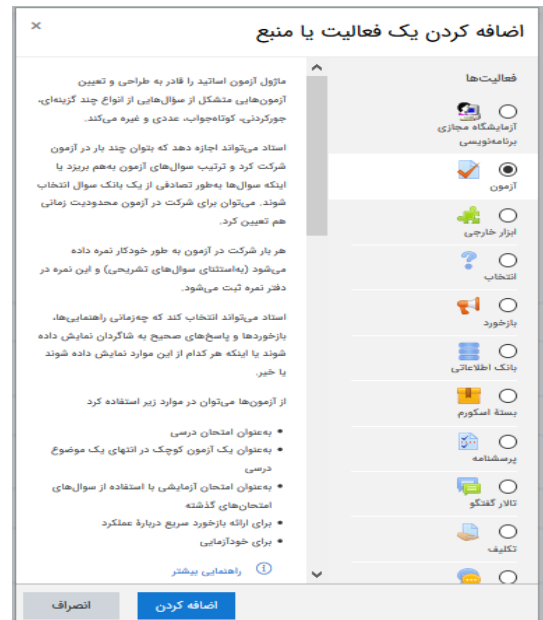 اضافه کردن یک فعالیت یا منبع
×
فعالیت‌ها
آزمایشگاه مجازی
برنامه‌نویسی
آزمون
ابزار خارجی
انتخاب
بازخورد
بانک اطلاعاتی
بستهٔ اسکورم
پرسشنامه
تالار گفتگو
تکلیف
ماژول آزمون اساتید را قادر به طراحی و تعیین
آزمون‌هایی متشکل از سؤال‌هایی از انواع چند گزینه‌ای،
جورکردنی، کوتاه‌جواب، عددی و غیره می‌کند.
استاد می‌تواند اجازه دهد که بتوان چند بار در آزمون
شرکت کرد و ترتیب سوال‌های آزمون به‌هم بریزد یا
اینکه سوال‌ها به‌طور تصادفی از یک بانک سوال انتخاب
شوند. می‌توان برای شرکت در آزمون محدودیت زمانی
هم تعیین کرد.
هر بار شرکت در آزمون به طور خودکار نمره داده
می‌شود (به‌استثنای سوال‌های تشریحی) و این نمره در
دفتر نمره ثبت می‌شود.
استاد می‌تواند انتخاب کند که چه‌زمانی راهنمایی‌ها،
بازخوردها و پاسخ‌های صحیح به شاگردان نمایش داده
شوند یا اینکه هر کدام از این موارد نمایش داده شوند
یا خیر.
از آزمون‌ها می‌توان در موارد زیر استفاده کرد
• به‌عنوان امتحان درسی
• به‌عنوان یک آزمون کوچک در انتهای یک موضوع
درسی
• به‌عنوان امتحان آزمایشی با استفاده از سوال‌های
امتحان‌های گذشته
• برای ارائه بازخورد سریع دربارهٔ عملکرد
• برای خودآزمایی
راهنمایی بیشتر
اضافه کردن
انصراف